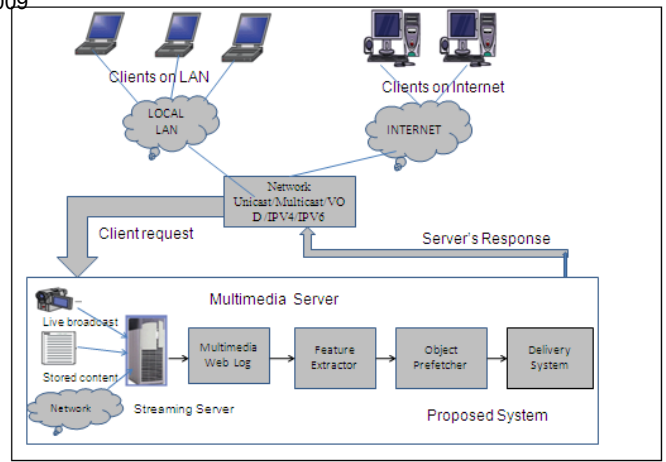 009
Clients on LAN
Clients on Internet
LOCAL
LAN
INTERNET
Network
Unicast/Multicast/VO
D /IPV4/IPV6
Client request
Server's Response
Multimedia Server
Live broadcast
Stored content
Network
Streaming Server
Multimedia
Web Log
Feature
Extractor
Object
Prefetcher
Delivery
System
Proposed System